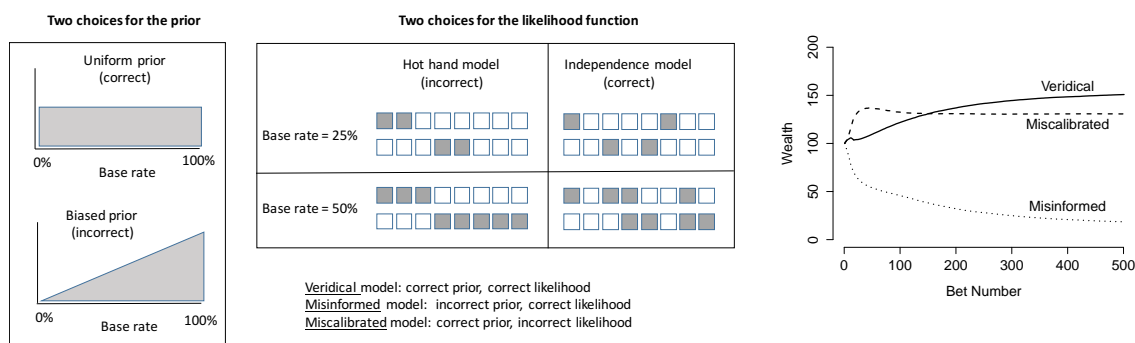 Two choices for the prior
Uniform prior
(correct)
0%
100%
Base rate
Biased prior
(incorrect)
0%
100%
Base rate
Two choices for the likelihood function
Hot hand model
(incorrect)
Independence model
(correct)
Base rate = 25%
Base rate = 50%
Veridical model: correct prior, correct likelihood
Misinformed model: incorrect prior, correct likelihood
Miscalibrated model: correct prior, incorrect likelihood
Wealth
200
150
100
50
0
Veridical
Miscalibrated
Misinformed
0 100 200 300 400 500
Bet Number